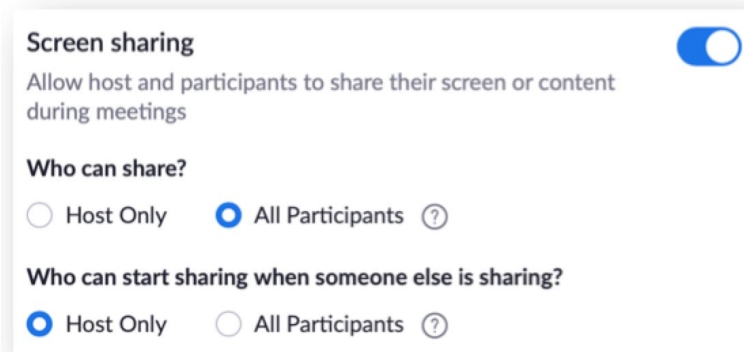 Screen sharing
Allow host and participants to share their screen or content
during meetings
Who can share?
Host Only All Participants ?
Who can start sharing when someone else is sharing?
Host Only All Participants ?